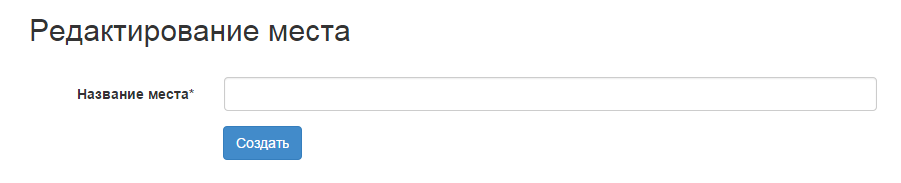 Редактирование места
Название места*
Создать